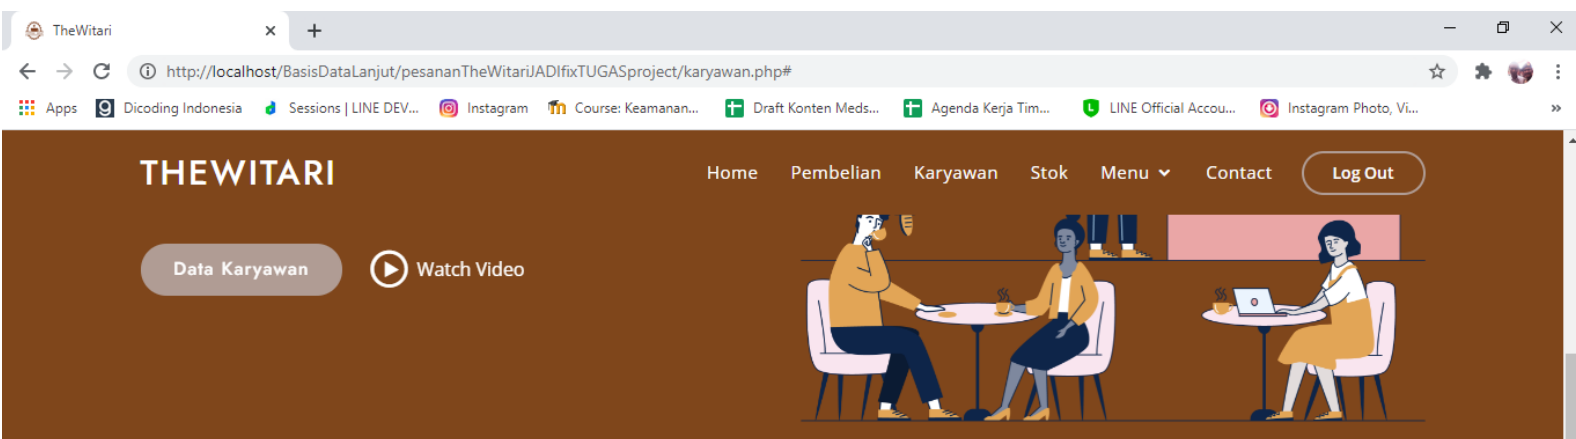 TheWitari
http://localhost/BasisDataLanjut/pesananTheWitariJADIfixTUGASproject/karyawan.php#
Apps Dicoding Indonesia Sessions | LINE DEV... Instagram Course: Keamanan... Draft Konten Meds... Agenda Kerja Tim... LINE Official Accou... Instagram Photo, Vi...
THEWITARI Home Pembelian Karyawan Stok Menu Contact Log Out
Data Karyawan Watch Video